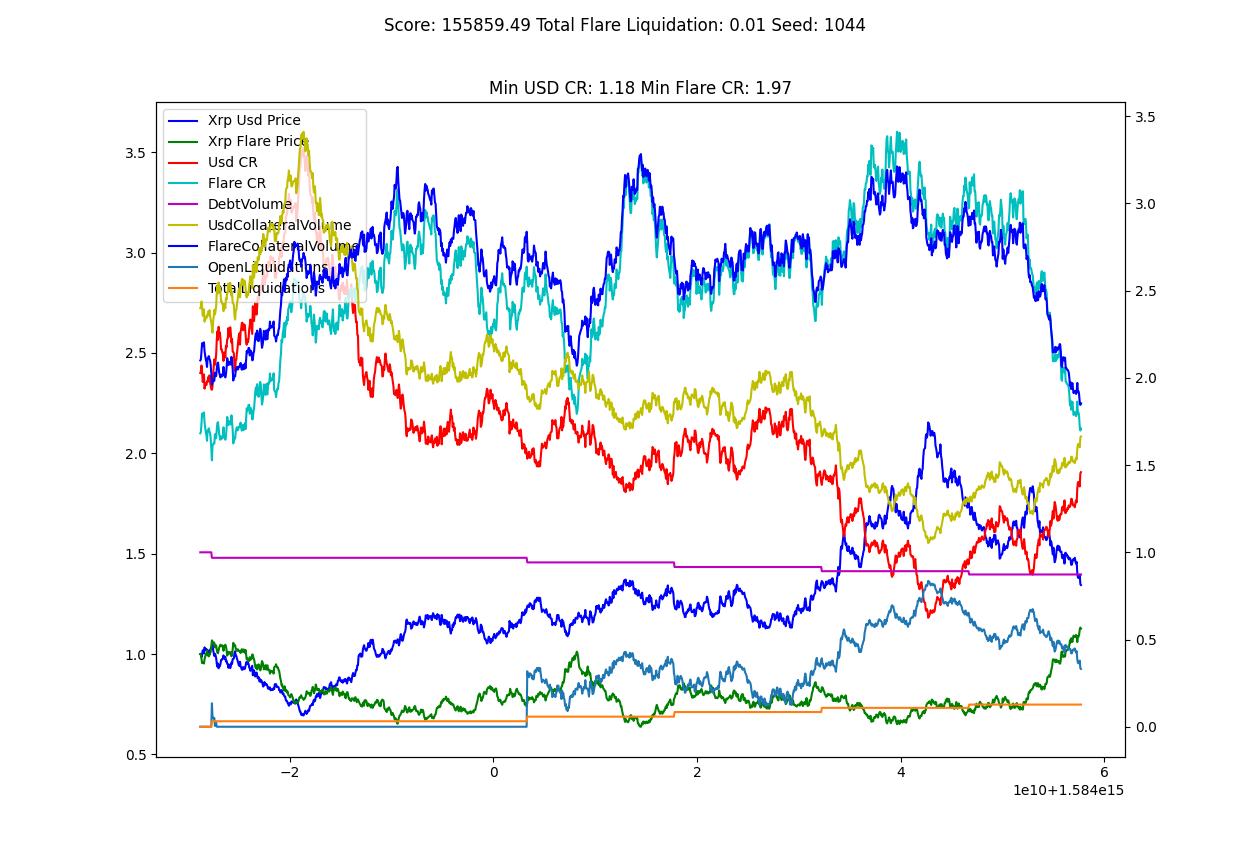 Score: 155859.49 Total Flare Liquidation: 0.01 Seed: 1044
Min USD CR: 1.18 Min Flare CR: 1.97
Xrp Usd Price
Xrp Flare Price
Usd CR
Flare CR
DebtVolume
UsdCollateralVolume
FlareCollateralVolume
OpenLiquidations
TotalLiquidations
3.5
3.0
2.5
2.0
1.5
1.0
0.5
3.5
3.0
2.5
2.0
1.5
1.0
0.5
0.0
−2
0
2
4
6
1e10+1.584e15